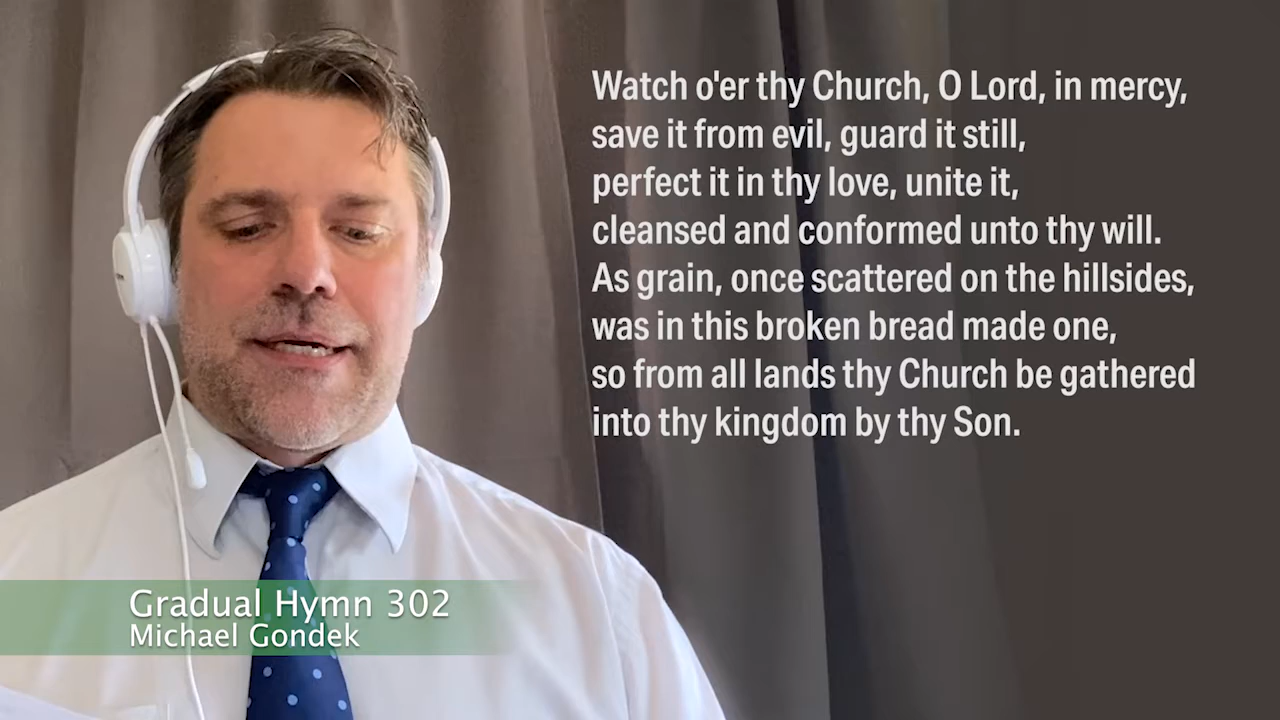 Watch o'er thy Church, O Lord, in mercy,
save it from evil, guard it still,
perfect it in thy love, unite it,
cleansed and conformed unto thy will.
As grain, once scattered on the hillsides,
was in this broken bread made one,
so from all lands thy Church be gathered
into thy kingdom by thy Son.
Gradual Hymn 302
Michael Gondek